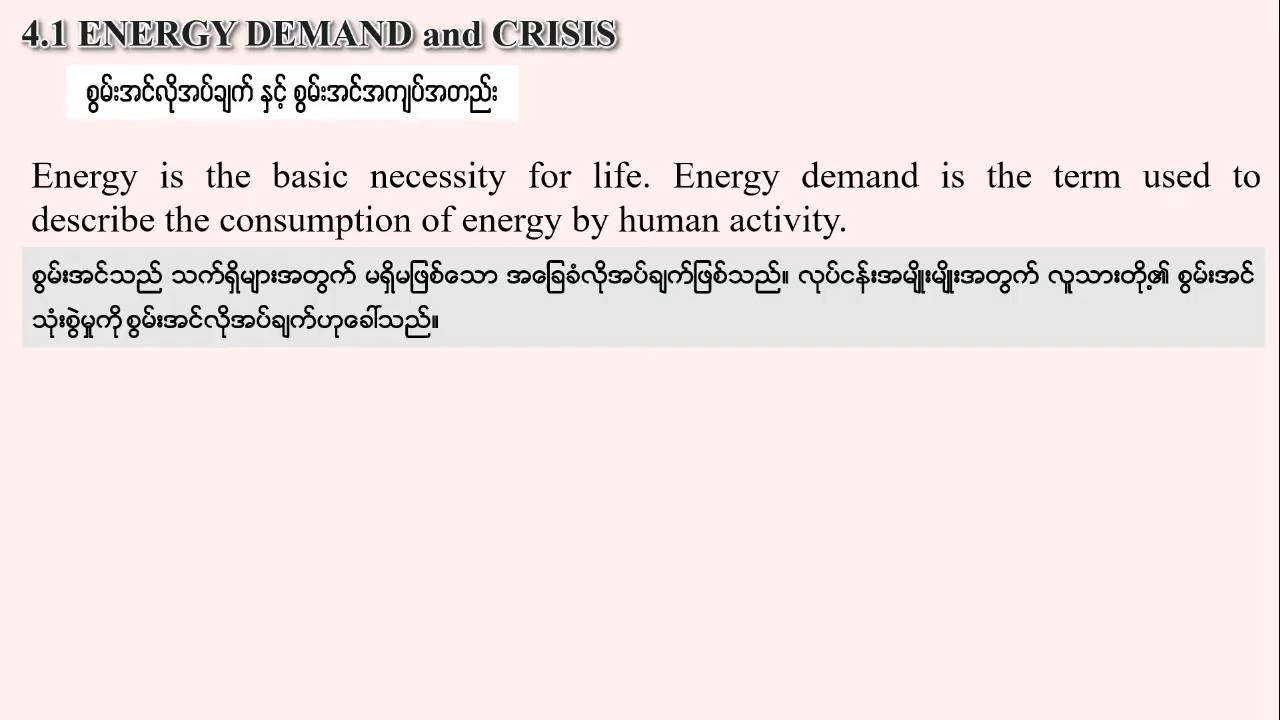 4.1 ENERGY DEMAND and CRISIS
စွမ်းအင်လိုအပ်ချက် နှင့် စွမ်းအင်အကျပ်အတည်း
Energy is the basic necessity for life. Energy demand is the term used to
describe the consumption of energy by human activity.
စွမ်းအင်သည် သက်ရှိများအတွက် မရှိမဖြစ်သော အခြေခံလိုအပ်ချက်ဖြစ်သည်။ လုပ်ငန်းအမျိုးမျိုးအတွက် လူသားတို့၏ စွမ်းအင်
သုံးစွဲမှုကို စွမ်းအင်လိုအပ်ချက်ဟုခေါ်သည်။